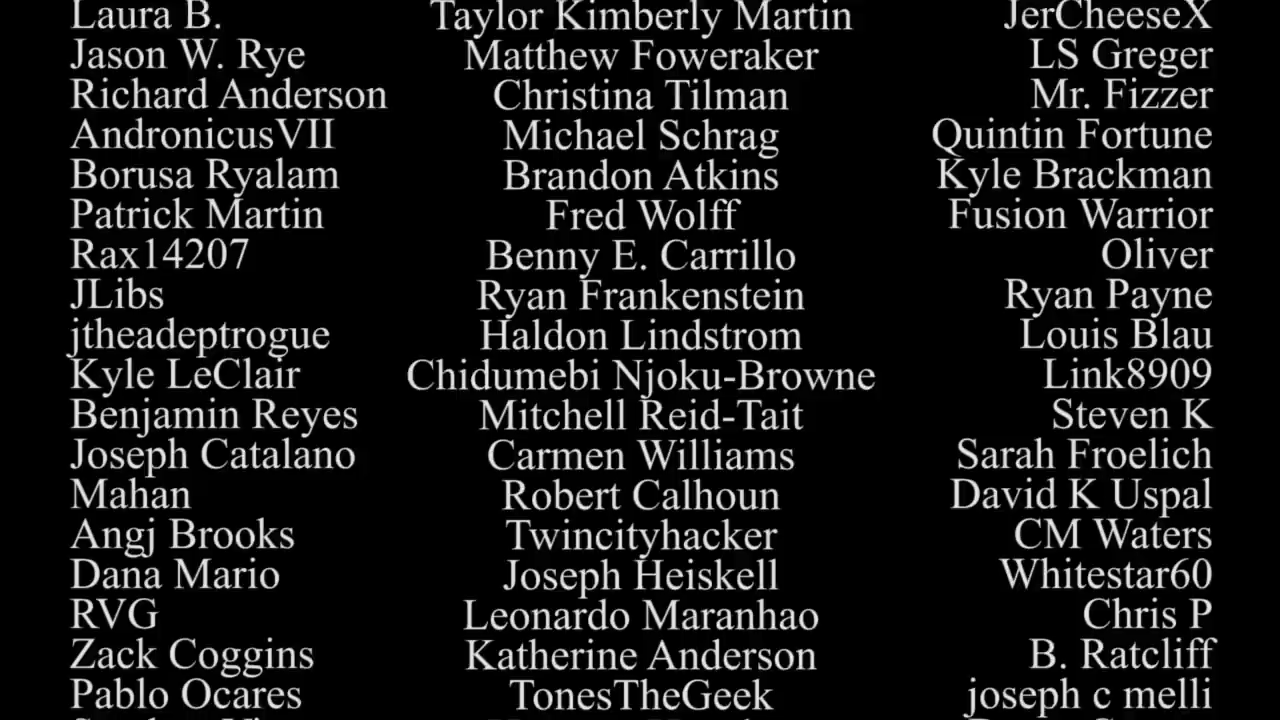 Laura B. Taylor Kimberly Martin JerCheeseX
Jason W. Rye Matthew Foweraker LS Greger
Richard Anderson Christina Tilman Mr. Fizzer
AndronicusVII Michael Schrag Quintin Fortune
Borusa Ryalam Brandon Atkins Kyle Brackman
Patrick Martin Fred Wolff Fusion Warrior
Rax14207 Benny E. Carrillo Oliver
JLibs Ryan Frankenstein Ryan Payne
jtheadeptrogue Haldon Lindstrom Louis Blau
Kyle LeClair Chidumebi Njoku-Browne Link8909
Benjamin Reyes Mitchell Reid-Tait Steven K
Joseph Catalano Carmen Williams Sarah Froelich
Mahan Robert Calhoun David K Uspal
Angj Brooks Twincityhacker CM Waters
Dana Mario Joseph Heiskell Whitestar60
RVG Leonardo Maranhao Chris P
Zack Coggins Katherine Anderson B. Ratcliff
Pablo Ocares TonesTheGeek joseph c melli